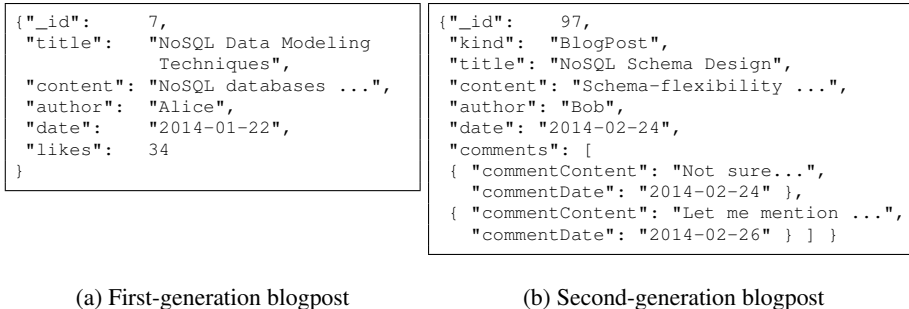 {"_id":     7,
 "title":   "NoSQL Data Modeling
             Techniques",
 "content": "NoSQL databases ...",
 "author":  "Alice",
 "date":    "2014-01-22",
 "likes":   34
}
(a) First-generation blogpost
{"_id":    97,
 "kind":  "BlogPost",
 "title": "NoSQL Schema Design",
 "content": "Schema-flexibility ...",
 "author": "Bob",
 "date": "2014-02-24",
 "comments": [
 { "commentContent": "Not sure...",
   "commentDate": "2014-02-24" },
 { "commentContent": "Let me mention ...",
   "commentDate": "2014-02-26" } ] }
(b) Second-generation blogpost